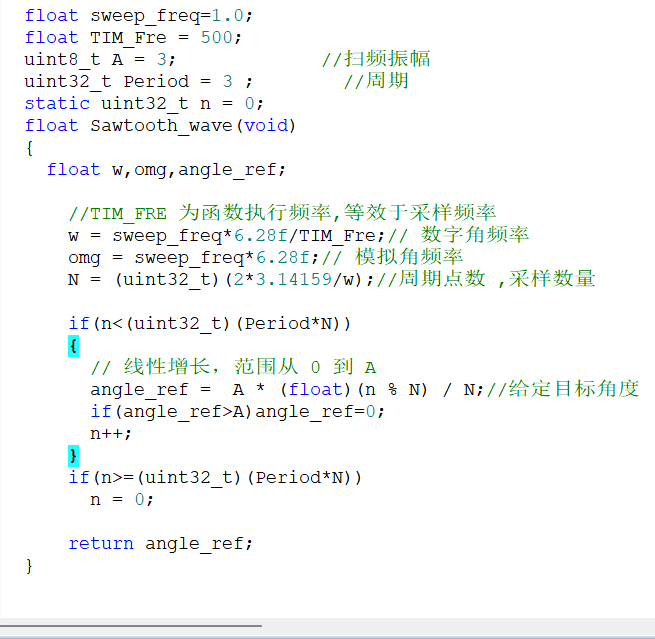 float sweep_freq=1.0;
float TIM_Fre = 500;
uint8_t A = 3;             //扫频振幅
uint32_t Period = 3 ;        //周期
static uint32_t n = 0;
float Sawtooth_wave(void)
{
  float w,omg,angle_ref;
    //TIM_FRE 为函数执行频率,等效于采样频率
    w = sweep_freq*6.28f/TIM_Fre;// 数字角频率
    omg = sweep_freq*6.28f;// 模拟角频率
    N = (uint32_t)(2*3.14159/w);//周期点数 ,采样数量
    if(n<(uint32_t)(Period*N))
    {
      // 线性增长，范围从 0 到 A
      angle_ref =  A * (float)(n % N) / N;//给定目标角度
      if(angle_ref>A)angle_ref=0;
      n++;
    }
    if(n>=(uint32_t)(Period*N))
      n = 0;
    return angle_ref;
}